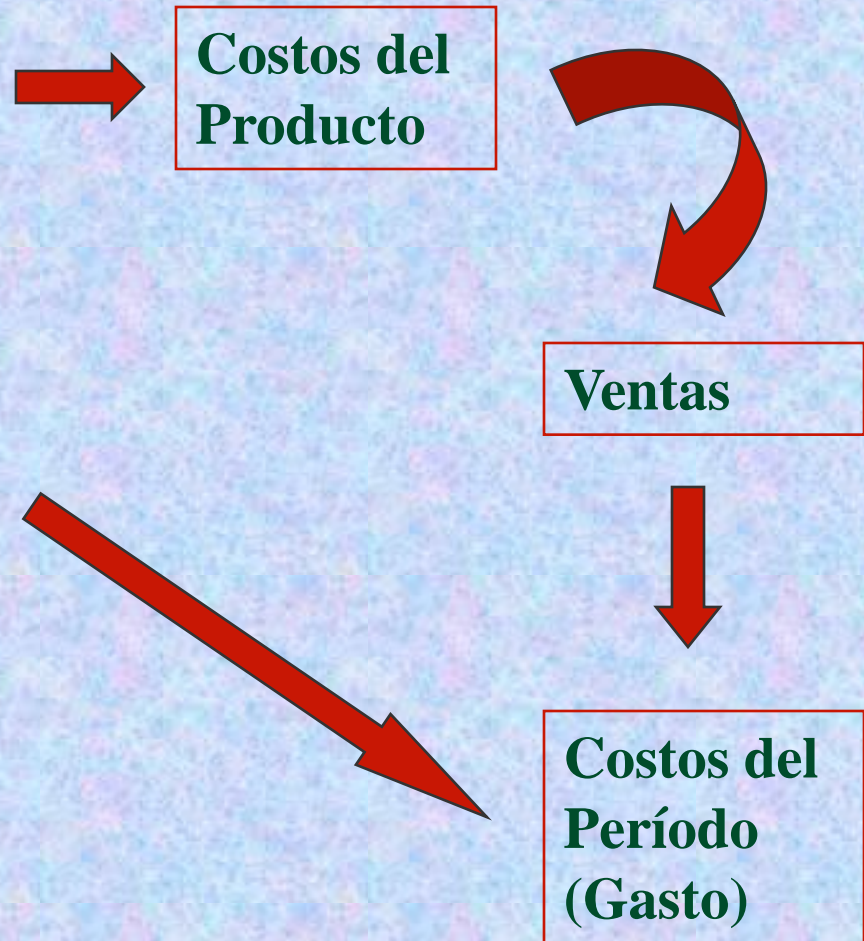 Costos del
Producto
Ventas
Costos del
Período
(Gasto)